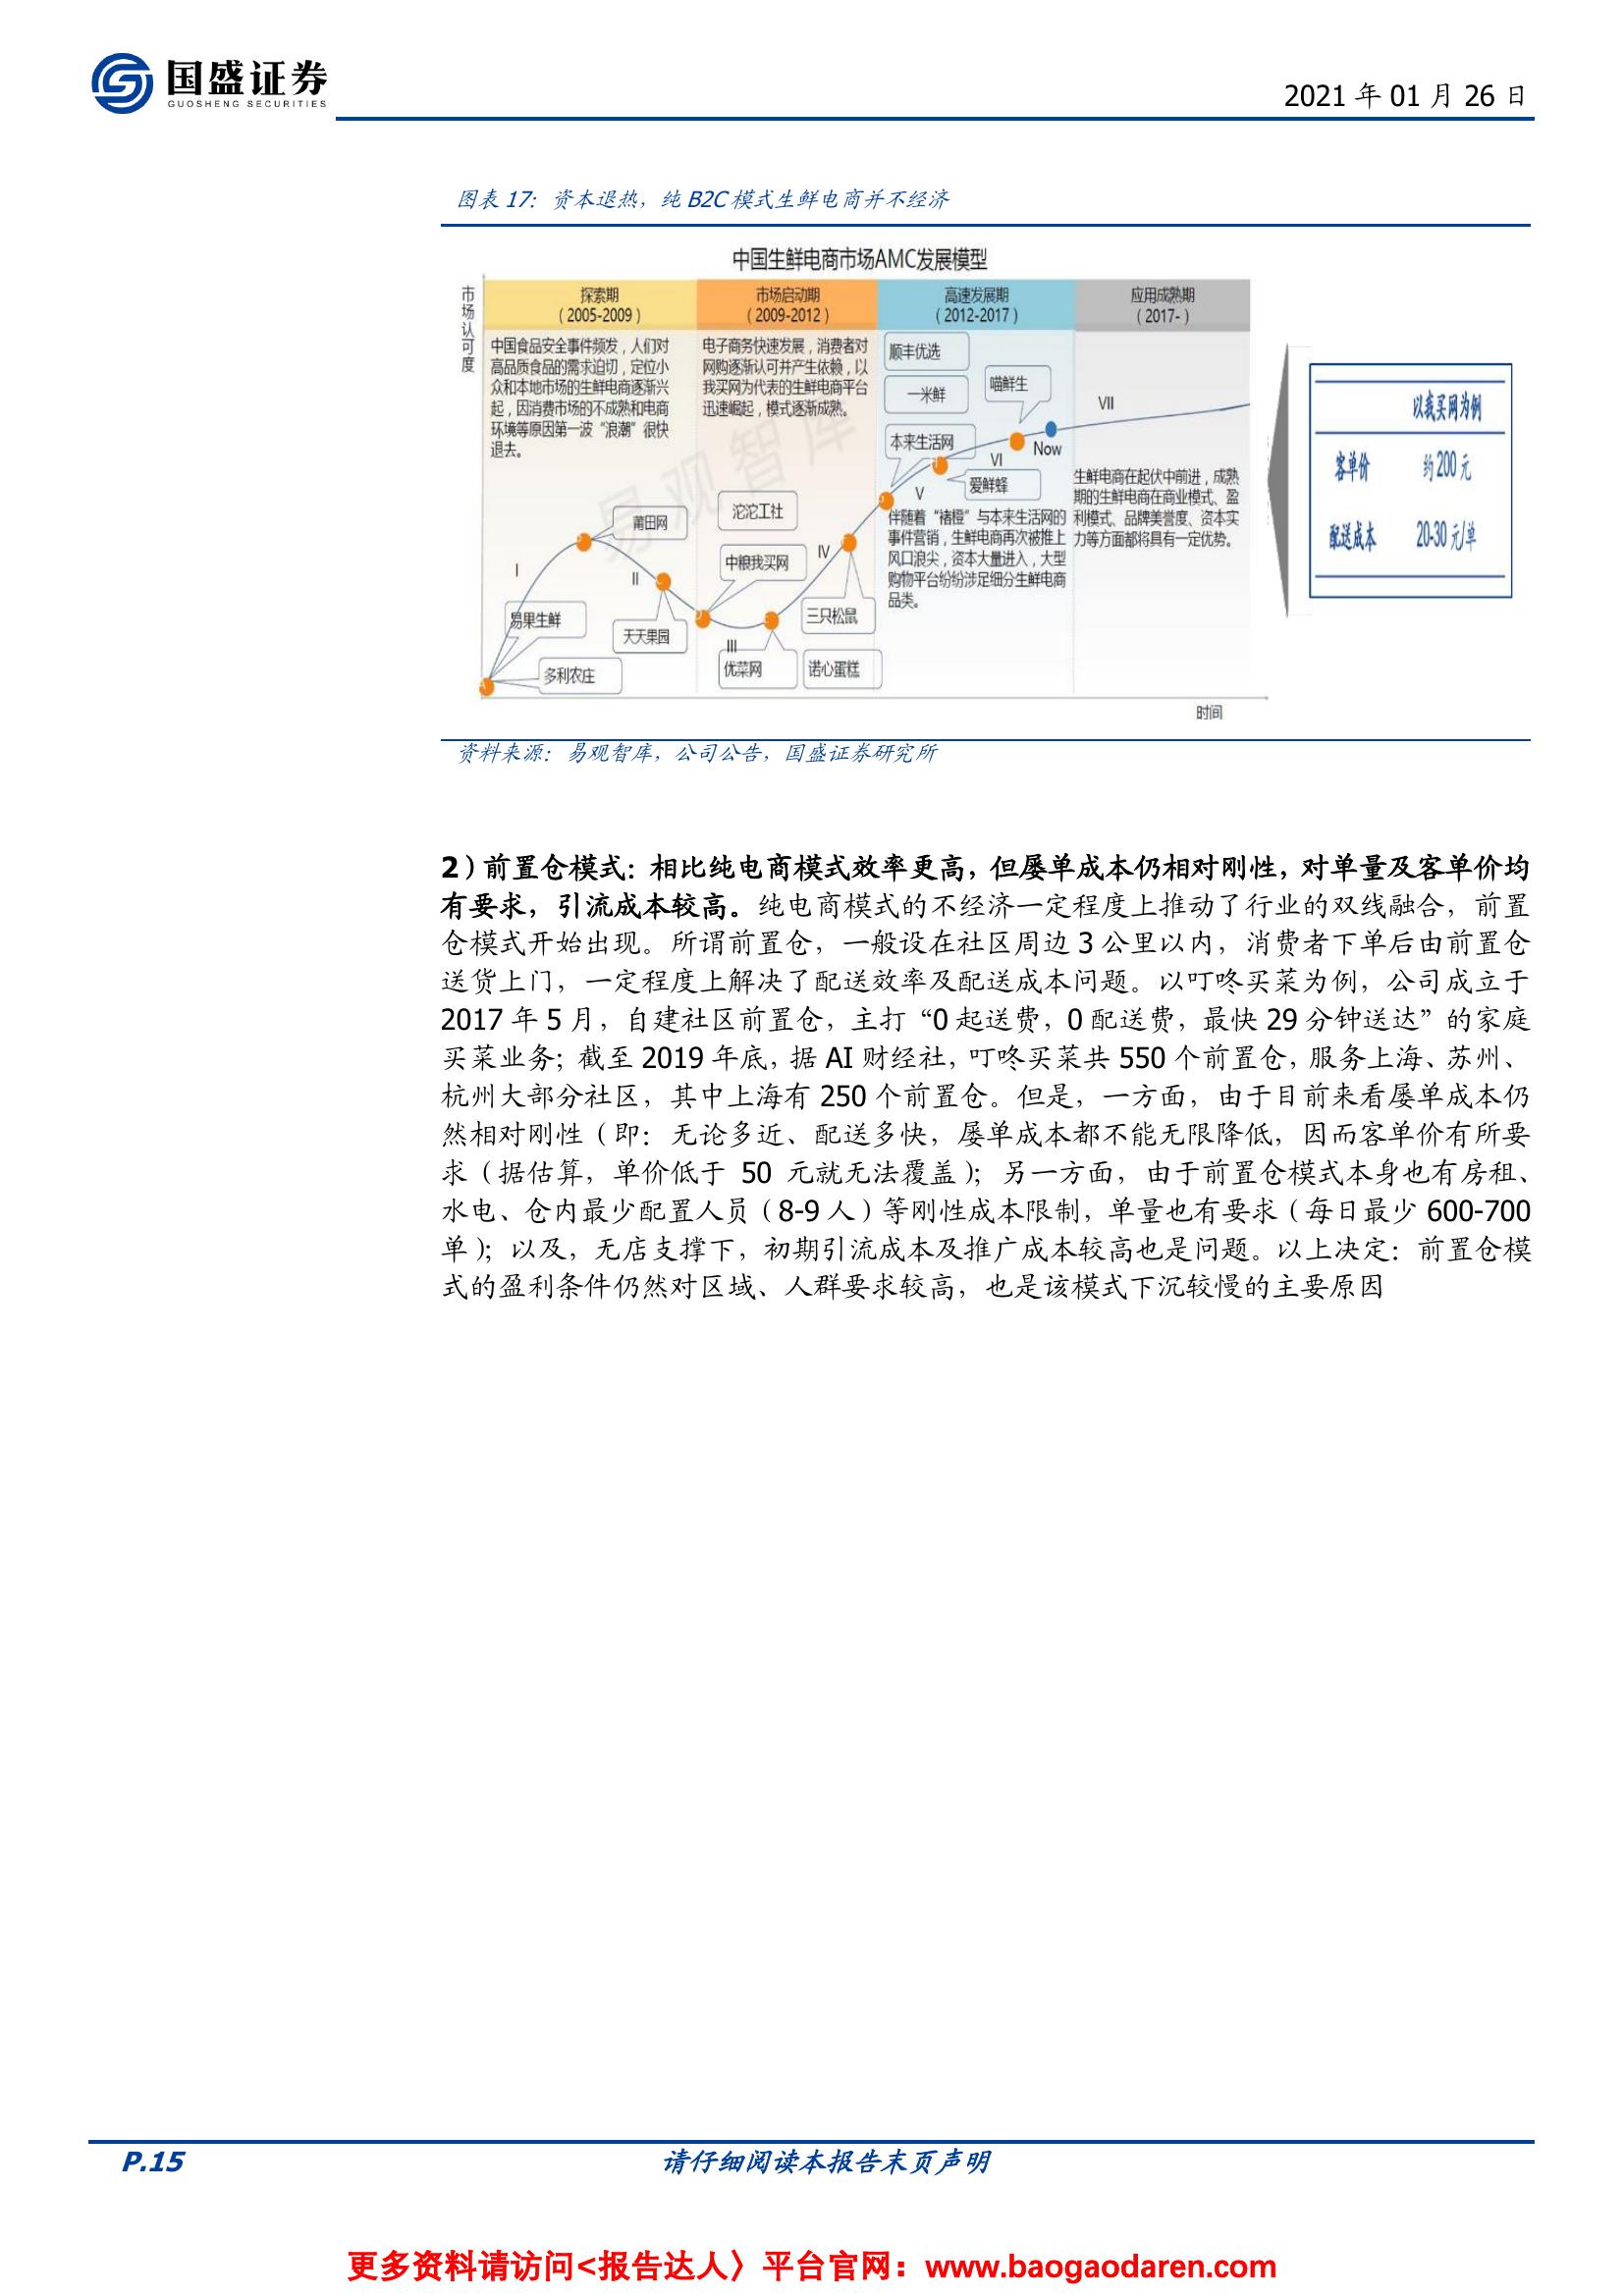 国盛证券
GUOSHENG SECURITIES
2021 年 01 月 26 日
图表 17：资本退热，纯 B2C 模式生鲜电商并不经济
中国生鲜电商市场AMC发展模型
市场认可度
探索期
（2005-2009）
中国食品安全事件频发，人们对
高品质食品的需求迫切，定位小
众和本地市场的生鲜电商逐渐兴
起，因消费市场的不成熟和电商
环境等原因第一波“浪潮”很快
退去。
市场启动期
（2009-2012）
电子商务快速发展，消费者对
网购逐渐认可并产生依赖，以
我买网为代表的生鲜电商平台
迅速崛起，模式逐渐成熟。
高速发展期
（2012-2017）
顺丰优选
一米鲜
喵鲜生
本来生活网
爱鲜蜂
Now
V
VI
伴随着“褚橙”与本来生活网的
事件营销，生鲜电商再次被推上
风口浪尖，资本大量进入，大型
购物平台纷纷涉足细分生鲜电商
品类。
应用成熟期
（2017-）
VII
生鲜电商在起伏中前进，成熟
期的生鲜电商在商业模式、盈
利模式、品牌美誉度、资本实
力等方面都将具有一定优势。
易观智库
I
莆田网
II
易果生鲜
天天果园
多利农庄
沱沱工社
中粮我买网
IV
三只松鼠
III
优菜网
诺心蛋糕
时间
以我买网为例
客单价 约200元
配送成本 20-30元/单
资料来源：易观智库，公司公告，国盛证券研究所
2）前置仓模式：相比纯电商模式效率更高，但履单成本仍相对刚性，对单量及客单价均
有要求，引流成本较高。纯电商模式的不经济一定程度上推动了行业的双线融合，前置
仓模式开始出现。所谓前置仓，一般设在社区周边 3 公里以内，消费者下单后由前置仓
送货上门，一定程度上解决了配送效率及配送成本问题。以叮咚买菜为例，公司成立于
2017 年 5 月，自建社区前置仓，主打“0 起送费，0 配送费，最快 29 分钟送达”的家庭
买菜业务；截至 2019 年底，据 AI 财经社，叮咚买菜共 550 个前置仓，服务上海、苏州、
杭州大部分社区，其中上海有 250 个前置仓。但是，一方面，由于目前来看履单成本仍
然相对刚性（即：无论多近、配送多快，履单成本都不能无限降低，因而客单价有所要
求（据估算，单价低于 50 元就无法覆盖）；另一方面，由于前置仓模式本身也有房租、
水电、仓内最少配置人员（8-9 人）等刚性成本限制，单量也有要求（每日最少 600-700
单）；以及，无店支撑下，初期引流成本及推广成本较高也是问题。以上决定：前置仓模
式的盈利条件仍然对区域、人群要求较高，也是该模式下沉较慢的主要原因
P.15
请仔细阅读本报告末页声明
更多资料请访问<报告达人〉平台官网：www.baogaodaren.com